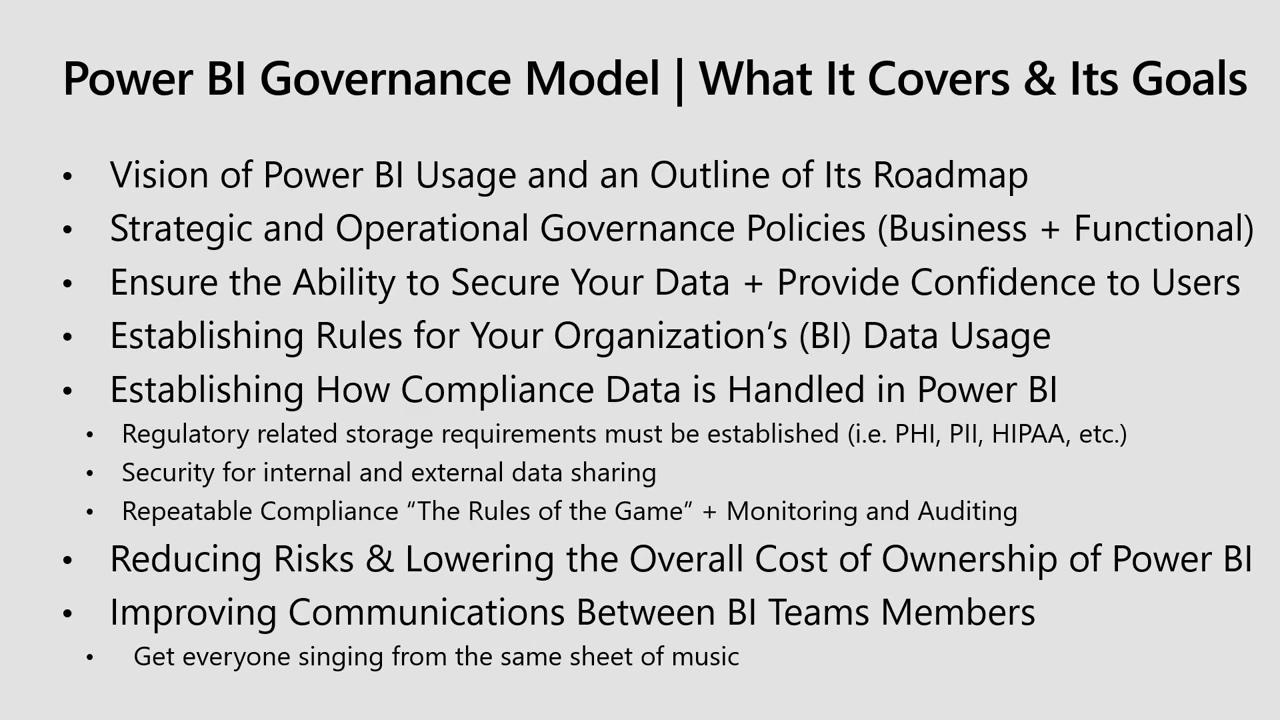 Power BI Governance Model | What It Covers & Its Goals
• Vision of Power BI Usage and an Outline of Its Roadmap
• Strategic and Operational Governance Policies (Business + Functional)
• Ensure the Ability to Secure Your Data + Provide Confidence to Users
• Establishing Rules for Your Organization’s (BI) Data Usage
• Establishing How Compliance Data is Handled in Power BI
• Regulatory related storage requirements must be established (i.e. PHI, PII, HIPAA, etc.)
• Security for internal and external data sharing
• Repeatable Compliance “The Rules of the Game” + Monitoring and Auditing
• Reducing Risks & Lowering the Overall Cost of Ownership of Power BI
• Improving Communications Between BI Teams Members
• Get everyone singing from the same sheet of music